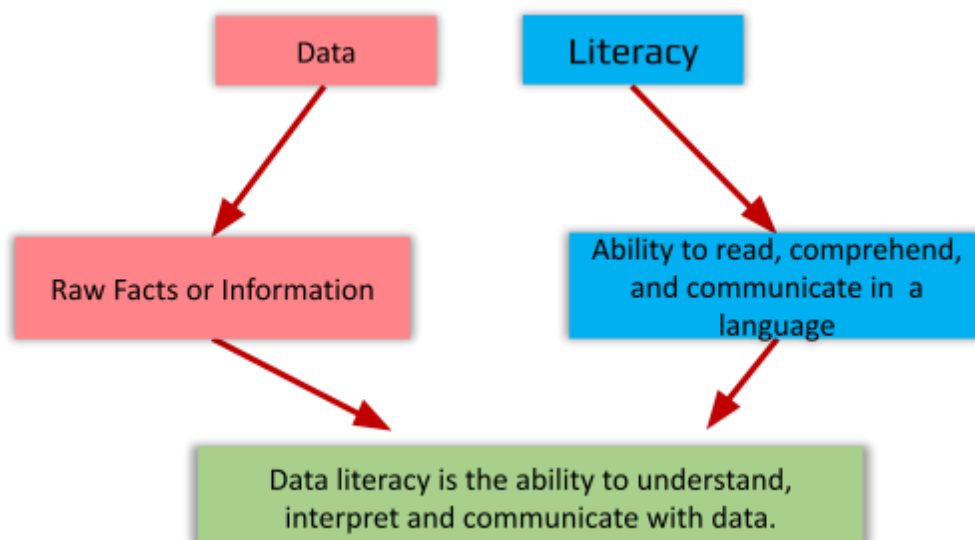 Data
Literacy
Raw Facts or Information
Ability to read, comprehend,
and communicate in a
language
Data literacy is the ability to understand,
interpret and communicate with data.